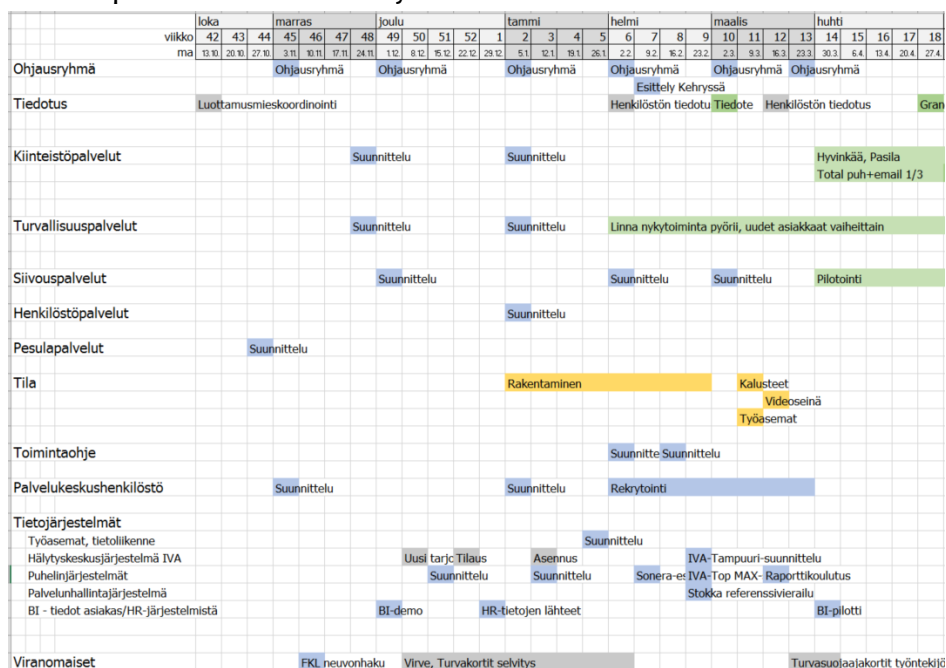 loka marras joulu tammi helmi maalis huhti
viikko 42 43 44 45 46 47 48 49 50 51 52 1 2 3 4 5 6 7 8 9 10 11 12 13 14 15 16 17 18
ma 13.10. 20.10. 27.10. 3.11. 10.11. 17.11. 24.11. 1.12. 8.12. 15.12. 22.12. 29.12. 5.1. 12.1. 19.1. 26.1. 2.2. 9.2. 16.2. 23.2. 2.3. 9.3. 16.3. 23.3. 30.3. 6.4. 13.4. 20.4. 27.4.
Ohjausryhmä Ohjausryhmä Ohjausryhmä Ohjausryhmä Ohjausryhmä Ohjausryhmä Ohjausryhmä
Esittely Kehryssä
Tiedotus Luottamusmieskoordinointi Henkilöstön tiedotu Tiedote Henkilöstön tiedotus Gran
Kiinteistöpalvelut Suunnittelu Suunnittelu Hyvinkää, Pasila
Total puh+email 1/3
Turvallisuuspalvelut Suunnittelu Suunnittelu Linna nykytoiminta pyörii, uudet asiakkaat vaiheittain
Siivouspalvelut Suunnittelu Suunnittelu Suunnittelu Pilotointi
Henkilöstöpalvelut Suunnittelu
Pesulapalvelut Suunnittelu
Tila Rakentaminen Kalusteet
Videoseinä
Työasemat
Toimintaohje Suunnitte Suunnittelu
Palvelukeskushenkilöstö Suunnittelu Suunnittelu Rekrytointi
Tietojärjestelmät
Työasemat, tietoliikenne Suunnittelu
Hälytyskeskusjärjestelmä IVA Uusi tarjc Tilaus Asennus IVA-Tampuuri-suunnittelu
Puhelinjärjestelmät Suunnittelu Suunnittelu Sonera-es IVA-Top MAX- Raporttikoulutus
Palvelunhallintajärjestelmä Stokka referenssivierailu
BI - tiedot asiakas/HR-järjestelmistä BI-demo HR-tietojen lähteet BI-pilotti
Viranomaiset FKL neuvonhaku Virve, Turvakortit selvitys Turvasuojaajakortit työntekijö